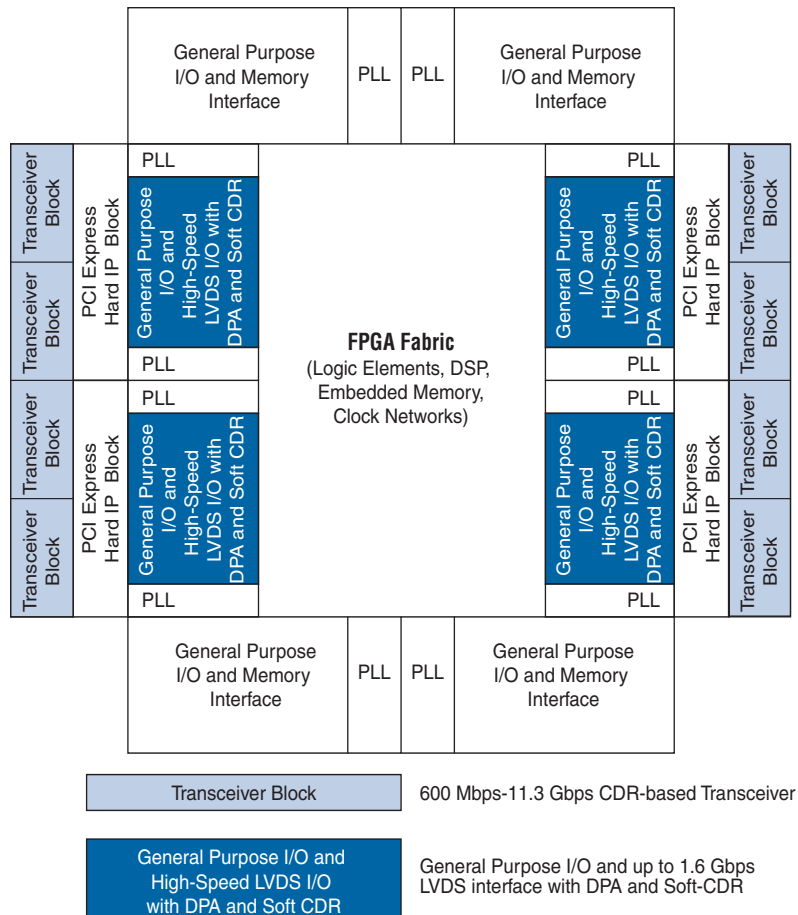 General Purpose
I/O and Memory
Interface
PLL
PLL
General Purpose
I/O and Memory
Interface
Transceiver
Block
Transceiver
Block
PCI Express
Hard IP Block
PLL
General Purpose
I/O and
High-Speed
LVDS I/O with
DPA and Soft CDR
PLL
Transceiver
Block
Transceiver
Block
PCI Express
Hard IP Block
PLL
General Purpose
I/O and
High-Speed
LVDS I/O with
DPA and Soft CDR
PLL
FPGA Fabric
(Logic Elements, DSP,
Embedded Memory,
Clock Networks)
PLL
General Purpose
I/O and
High-Speed
LVDS I/O with
DPA and Soft CDR
PLL
PCI Express
Hard IP Block
Transceiver
Block
Transceiver
Block
PLL
General Purpose
I/O and
High-Speed
LVDS I/O with
DPA and Soft CDR
PLL
PCI Express
Hard IP Block
Transceiver
Block
Transceiver
Block
General Purpose
I/O and Memory
Interface
PLL
PLL
General Purpose
I/O and Memory
Interface
Transceiver Block
600 Mbps-11.3 Gbps CDR-based Transceiver
General Purpose I/O and
High-Speed LVDS I/O
with DPA and Soft CDR
General Purpose I/O and up to 1.6 Gbps
LVDS interface with DPA and Soft-CDR